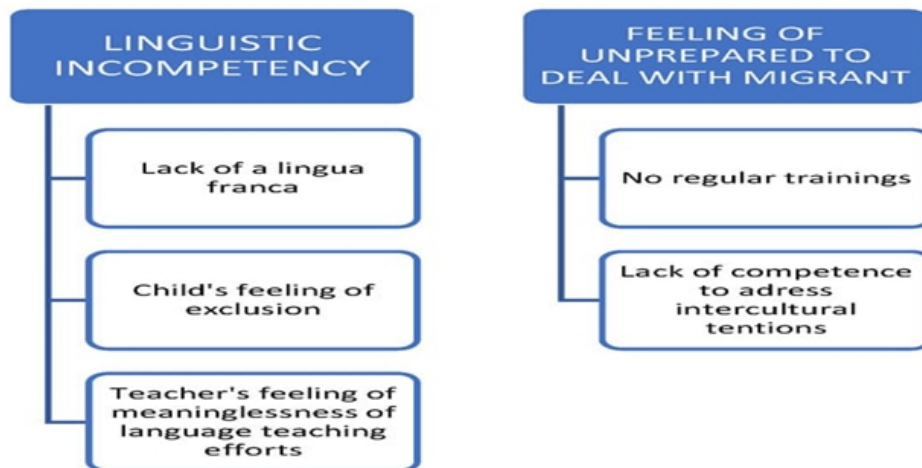 LINGUISTIC
INCOMPETENCY
Lack of a lingua
franca
Child's feeling of
exclusion
Teacher's feeling of
meaninglessness of
language teaching
efforts
FEELING OF
UNPREPARED TO
DEAL WITH MIGRANT
No regular trainings
Lack of competence
to adress
intercultural
tentions